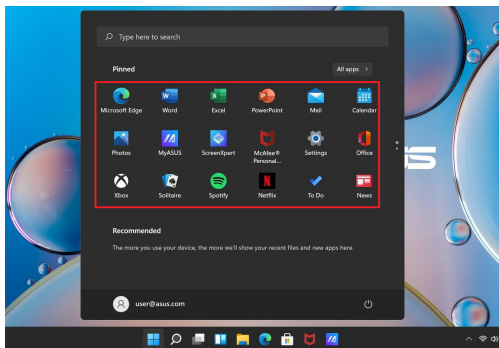 Type here to search
Pinned
All apps >
Microsoft Edge
Word
Excel
PowerPoint
Mail
Calendar
Photos
MyASUS
ScreenXpert
McAfee®
Personal...
Settings
Office
Xbox
Solitaire
Spotify
Netflix
To Do
News
Recommended
The more you use your device, the more we'll show your recent files and new apps here.
user@asus.com